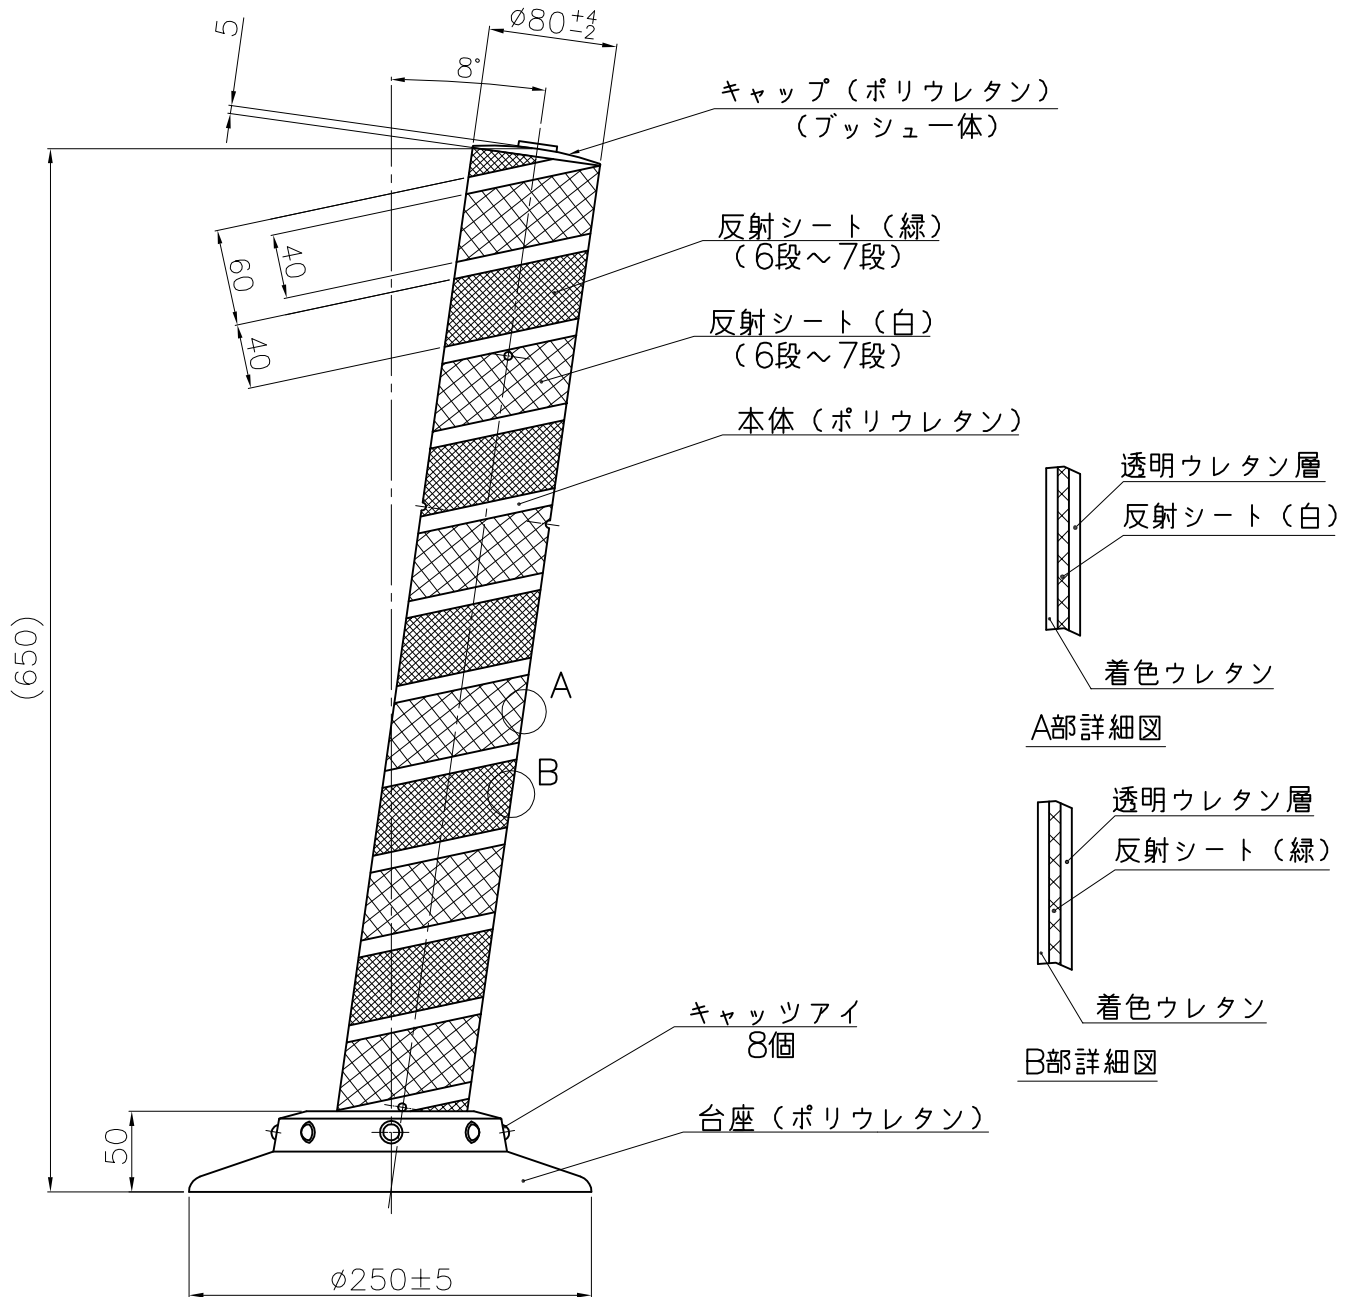 5
ø80+4-2
8°
キャップ（ポリウレタン）
（ブッシュ一体）
反射シート（緑）
（6段～7段）
40
60
40
反射シート（白）
（6段～7段）
本体（ポリウレタン）
透明ウレタン層
反射シート（白）
着色ウレタン
A部詳細図
(650)
A
B
透明ウレタン層
反射シート（緑）
着色ウレタン
B部詳細図
キャッツアイ
8個
台座（ポリウレタン）
50
ø250±5